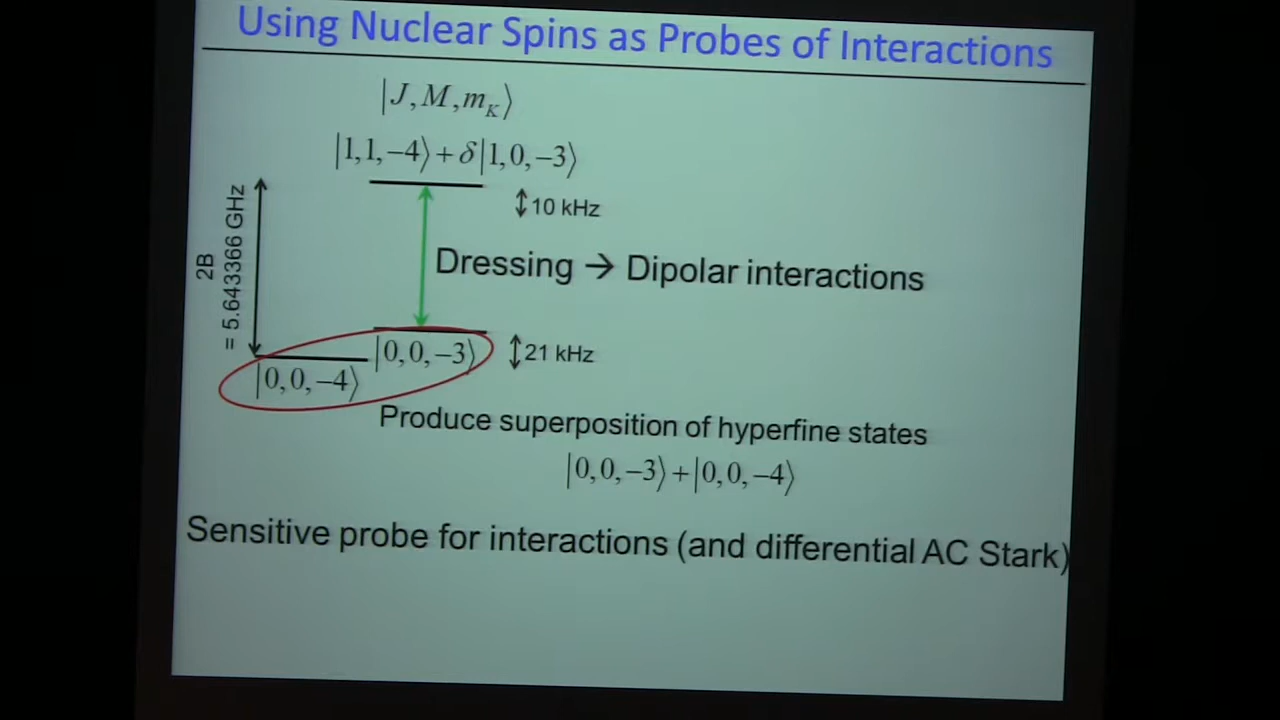 Using Nuclear Spins as Probes of Interactions
|J,M,m_K⟩
|1,1,−4⟩+δ|1,0,−3⟩
10 kHz
2B
= 5.643366 GHz
Dressing → Dipolar interactions
|0,0,−3⟩
21 kHz
|0,0,−4⟩
Produce superposition of hyperfine states
|0,0,−3⟩+|0,0,−4⟩
Sensitive probe for interactions (and differential AC Stark)